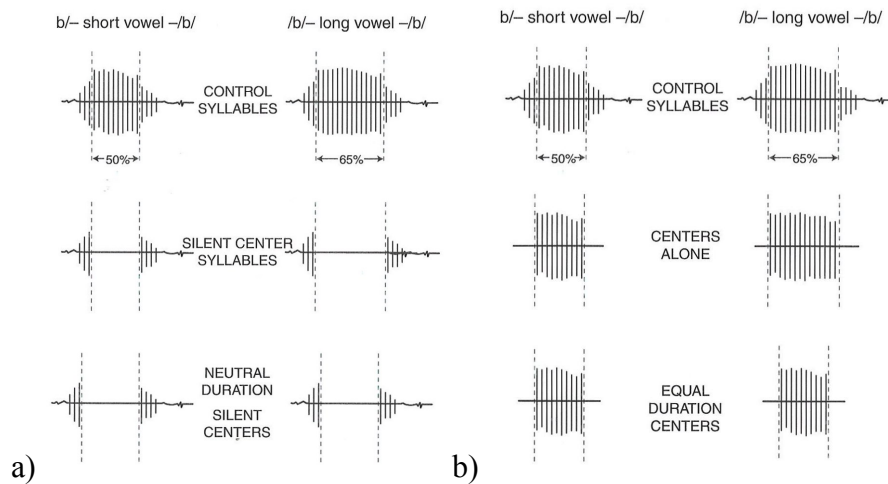 b/– short vowel –/b/ /b/– long vowel –/b/
CONTROL
SYLLABLES
50% 65%
SILENT CENTER
SYLLABLES
NEUTRAL
DURATION
SILENT
CENTERS
a)
b/– short vowel –/b/ /b/– long vowel –/b/
CONTROL
SYLLABLES
50% 65%
CENTERS
ALONE
EQUAL
DURATION
CENTERS
b)